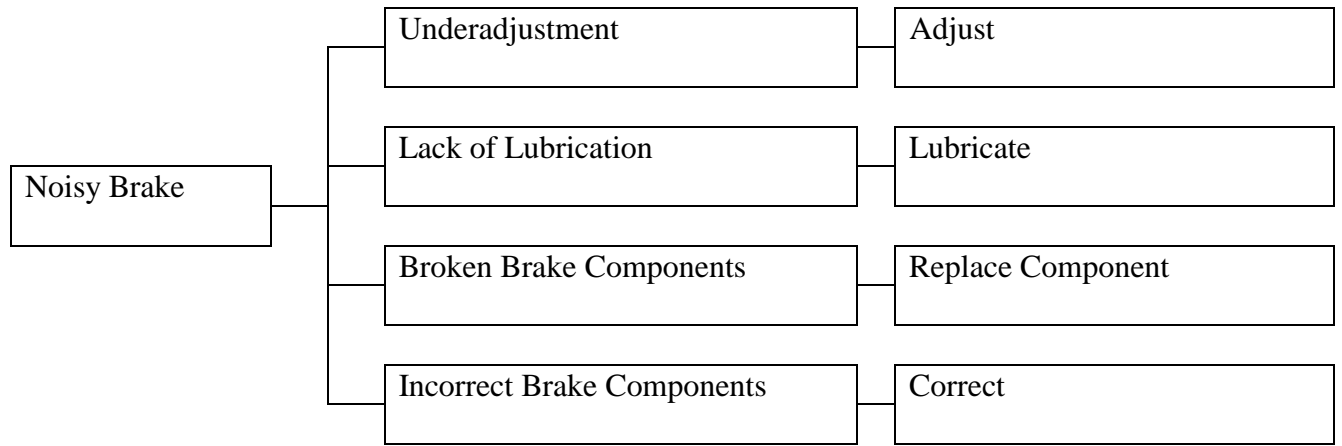 Noisy Brake
Underadjustment
Adjust
Lack of Lubrication
Lubricate
Broken Brake Components
Replace Component
Incorrect Brake Components
Correct